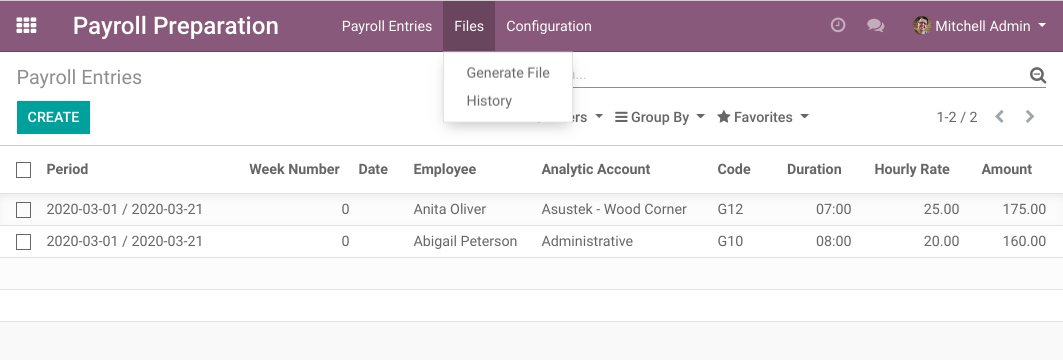 Payroll Preparation Payroll Entries Files Configuration Mitchell Admin
Payroll Entries Generate File
History
CREATE Group By Favorites 1-2 / 2
Period Week Number Date Employee Analytic Account Code Duration Hourly Rate Amount
2020-03-01 / 2020-03-21 0 Anita Oliver Asustek - Wood Corner G12 07:00 25.00 175.00
2020-03-01 / 2020-03-21 0 Abigail Peterson Administrative G10 08:00 20.00 160.00